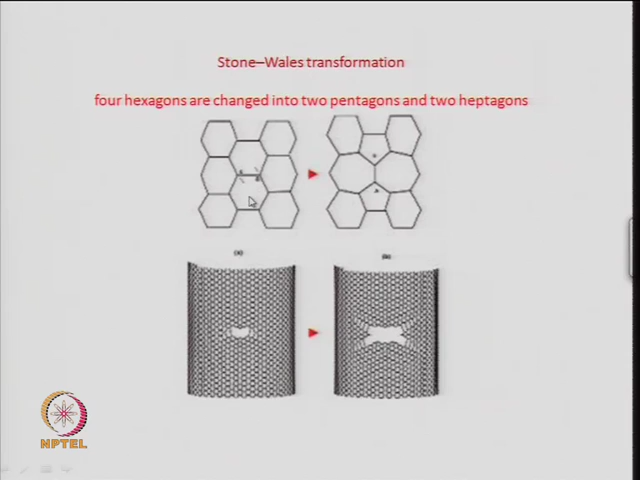 Stone–Wales transformation
four hexagons are changed into two pentagons and two heptagons
NPTEL